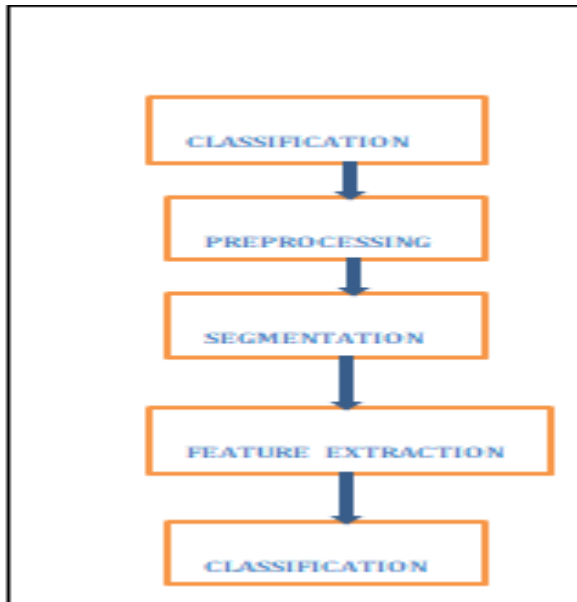 CLASSIFICATION
PREPROCESSING
SEGMENTATION
FEATURE EXTRACTION
CLASSIFICATION